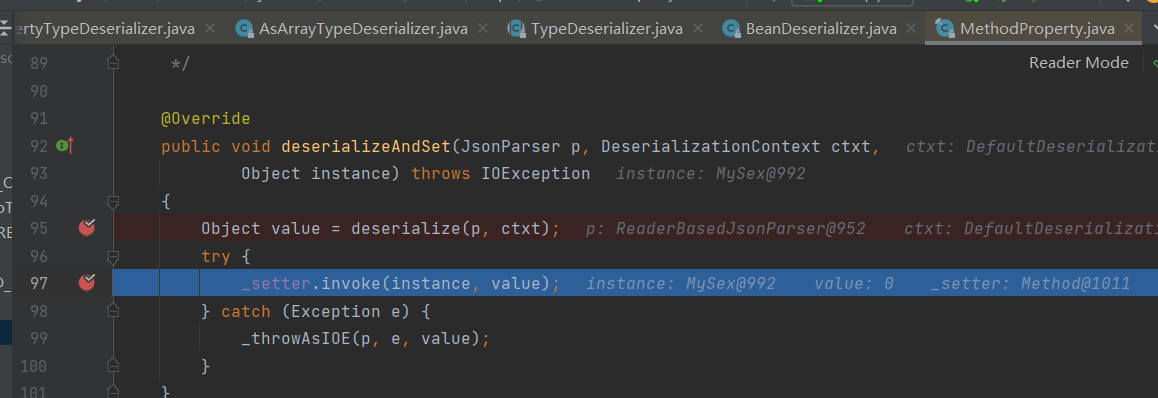 ertyTypeDeserializer.java AsArrayTypeDeserializer.java TypeDeserializer.java BeanDeserializer.java MethodProperty.java
89 */ Reader Mode
90
91 @Override
92 public void deserializeAndSet(JsonParser p, DeserializationContext ctxt, ctxt: DefaultDeserializati
93 Object instance) throws IOException instance: MySex@992
94 {
95 Object value = deserialize(p, ctxt); p: ReaderBasedJsonParser@952 ctxt: DefaultDeserializati
96 try {
97 _setter.invoke(instance, value); instance: MySex@992 value: 0 _setter: Method@1011
98 } catch (Exception e) {
99 _throwAsIOE(p, e, value);
100 }
101 }